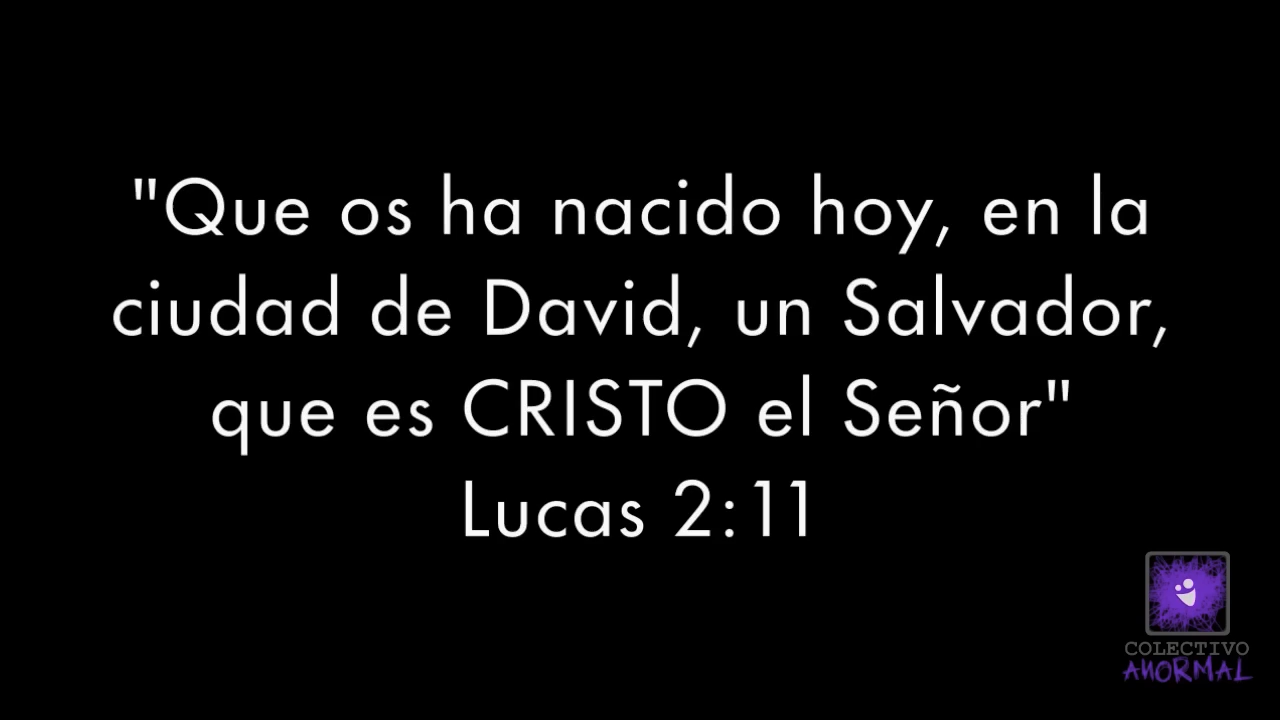 "Que os ha nacido hoy, en la
ciudad de David, un Salvador,
que es CRISTO el Señor"
Lucas 2:11
COLECTIVO
ANORMAL